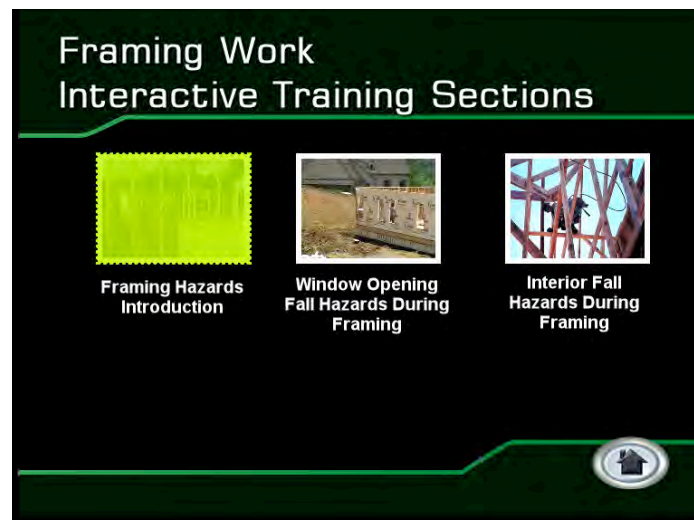 Framing Work
Interactive Training Sections
Framing Hazards
Introduction
Window Opening
Fall Hazards During
Framing
Interior Fall
Hazards During
Framing